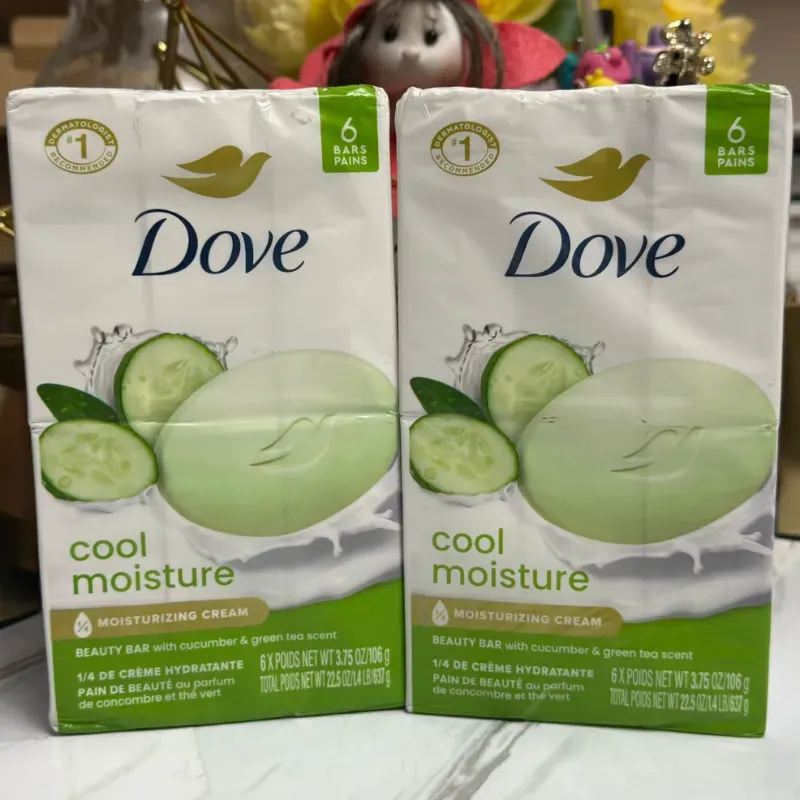 DERMATOLOGIST
#1
RECOMMENDED
6
BARS
PAINS
Dove
cool
moisture
1/4 MOISTURIZING CREAM
BEAUTY BAR with cucumber & green tea scent
1/4 DE CRÈME HYDRATANTE
PAIN DE BEAUTÉ au parfum
de concombre et thé vert
6 X POIDS NET WT 3.75 OZ/106 g
TOTAL POIDS NET WT 22.5 OZ/1.4 LB/637 g
DERMATOLOGIST
#1
RECOMMENDED
6
BARS
PAINS
Dove
cool
moisture
1/4 MOISTURIZING CREAM
BEAUTY BAR with cucumber & green tea scent
1/4 DE CRÈME HYDRATANTE
PAIN DE BEAUTÉ au parfum
de concombre et thé vert
6 X POIDS NET WT 3.75 OZ/106 g
TOTAL POIDS NET WT 22.5 OZ/1.4 LB/637 g